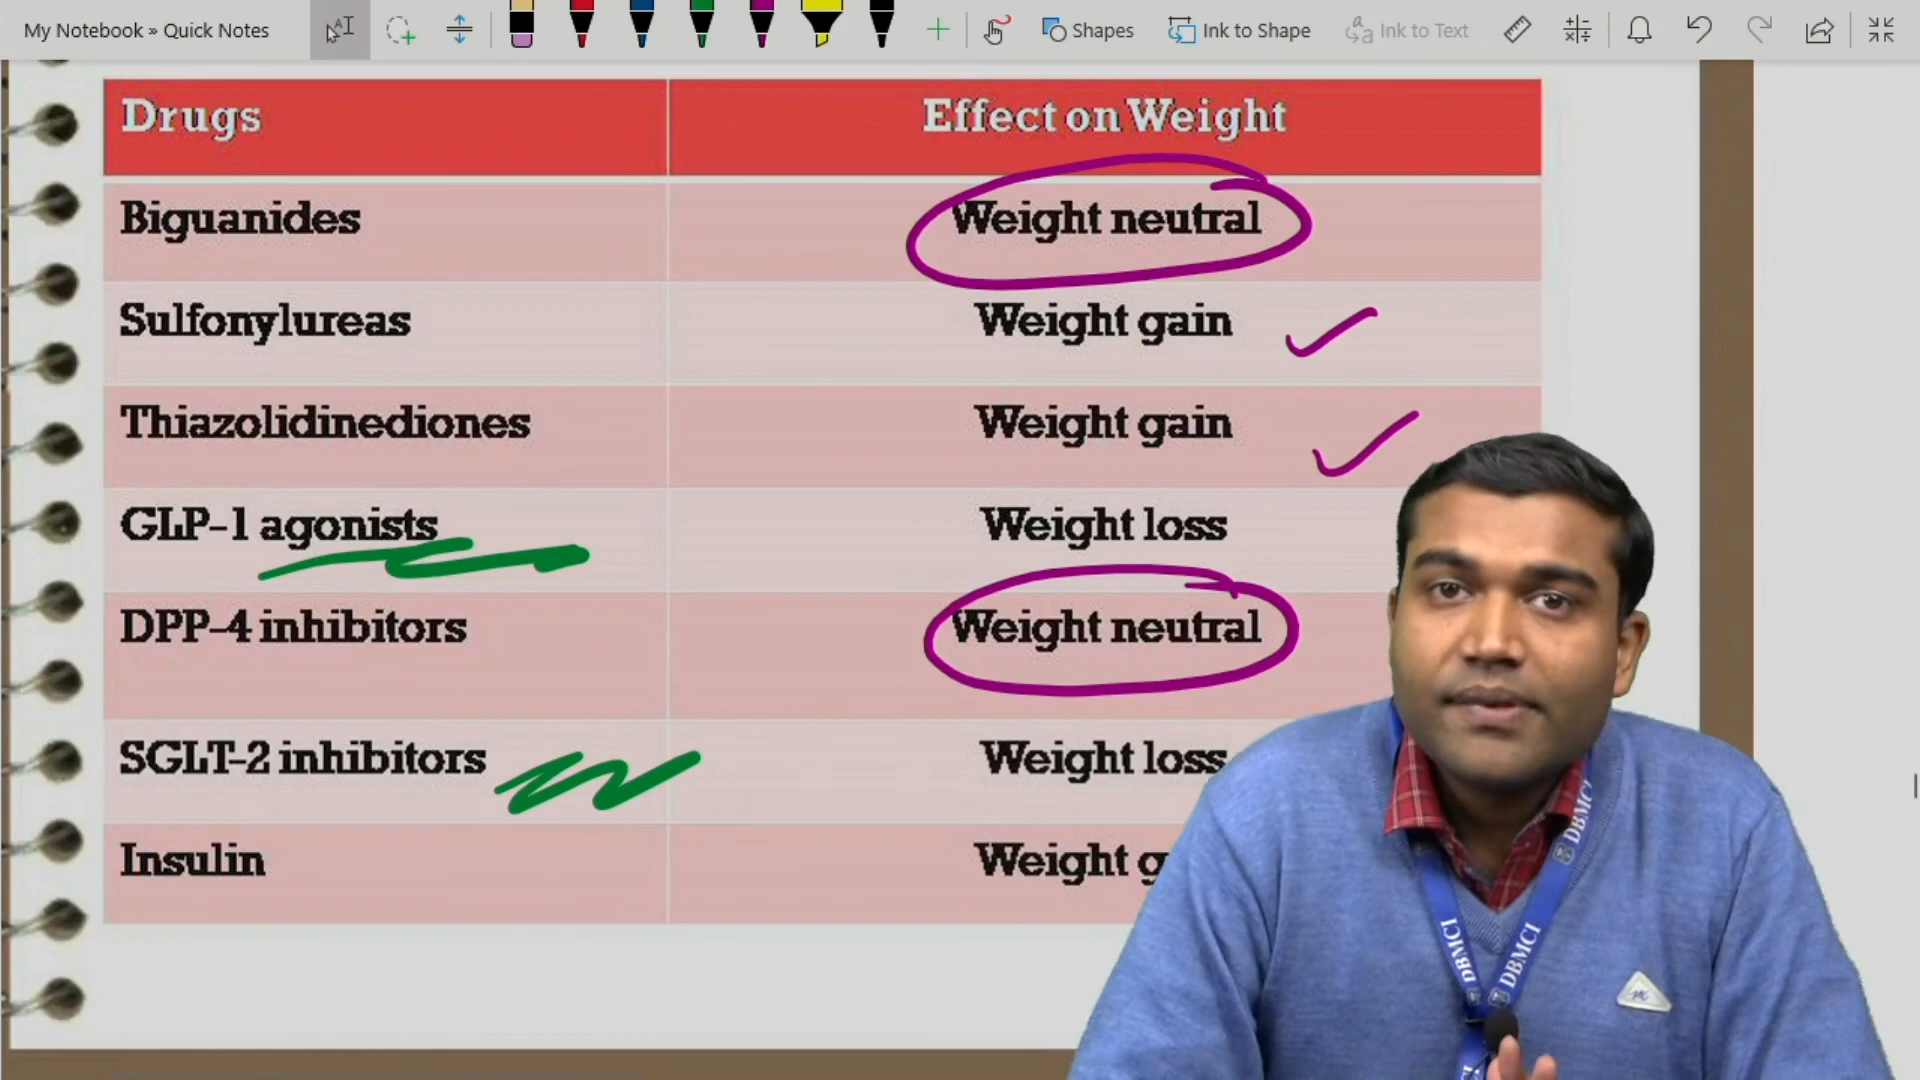 My Notebook » Quick Notes
Shapes
Ink to Shape
Ink to Text
Drugs Effect on Weight
Biguanides Weight neutral
Sulfonylureas Weight gain
Thiazolidinediones Weight gain
GLP-1 agonists Weight loss
DPP-4 inhibitors Weight neutral
SGLT-2 inhibitors Weight loss
Insulin Weight g
DBMCI
DBMCI
DBMCI